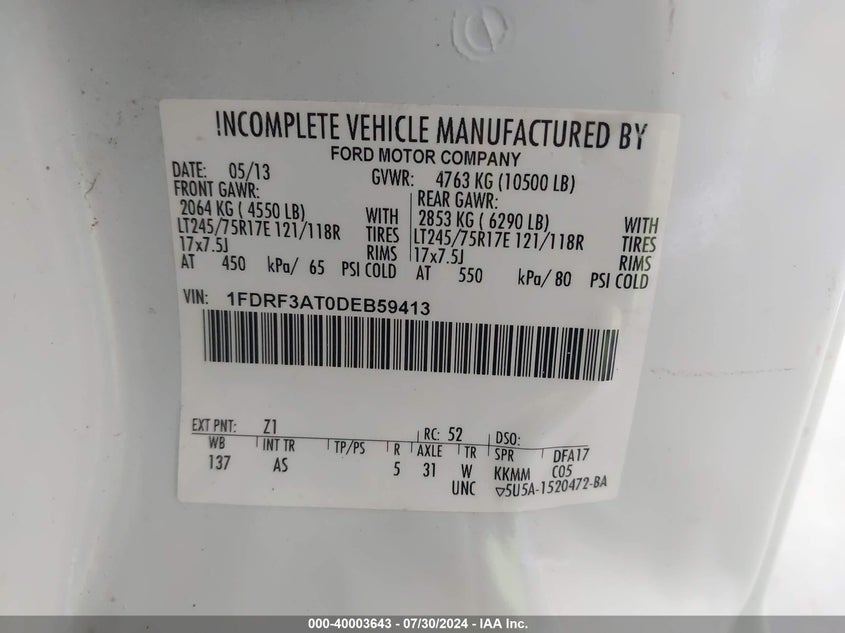 INCOMPLETE VEHICLE MANUFACTURED BY
FORD MOTOR COMPANY
DATE: 05/13 GVWR: 4763 KG (10500 LB)
FRONT GAWR: REAR GAWR:
2064 KG ( 4550 LB) WITH 2853 KG ( 6290 LB) WITH
LT245/75R17E 121/118R TIRES LT245/75R17E 121/118R TIRES
17x7.5J RIMS 17x7.5J RIMS
AT 450 kPa/ 65 PSI COLD AT 550 kPa/ 80 PSI COLD
VIN: 1FDRF3AT0DEB59413
EXT PNT: Z1 RC: 52 DSO:
WB INT TR TP/PS R AXLE TR SPR DFA17
137 AS 5 31 W KKMM C05
UNC ▽5U5A-1520472-BA
000-40003643 - 07/30/2024 - IAA Inc.